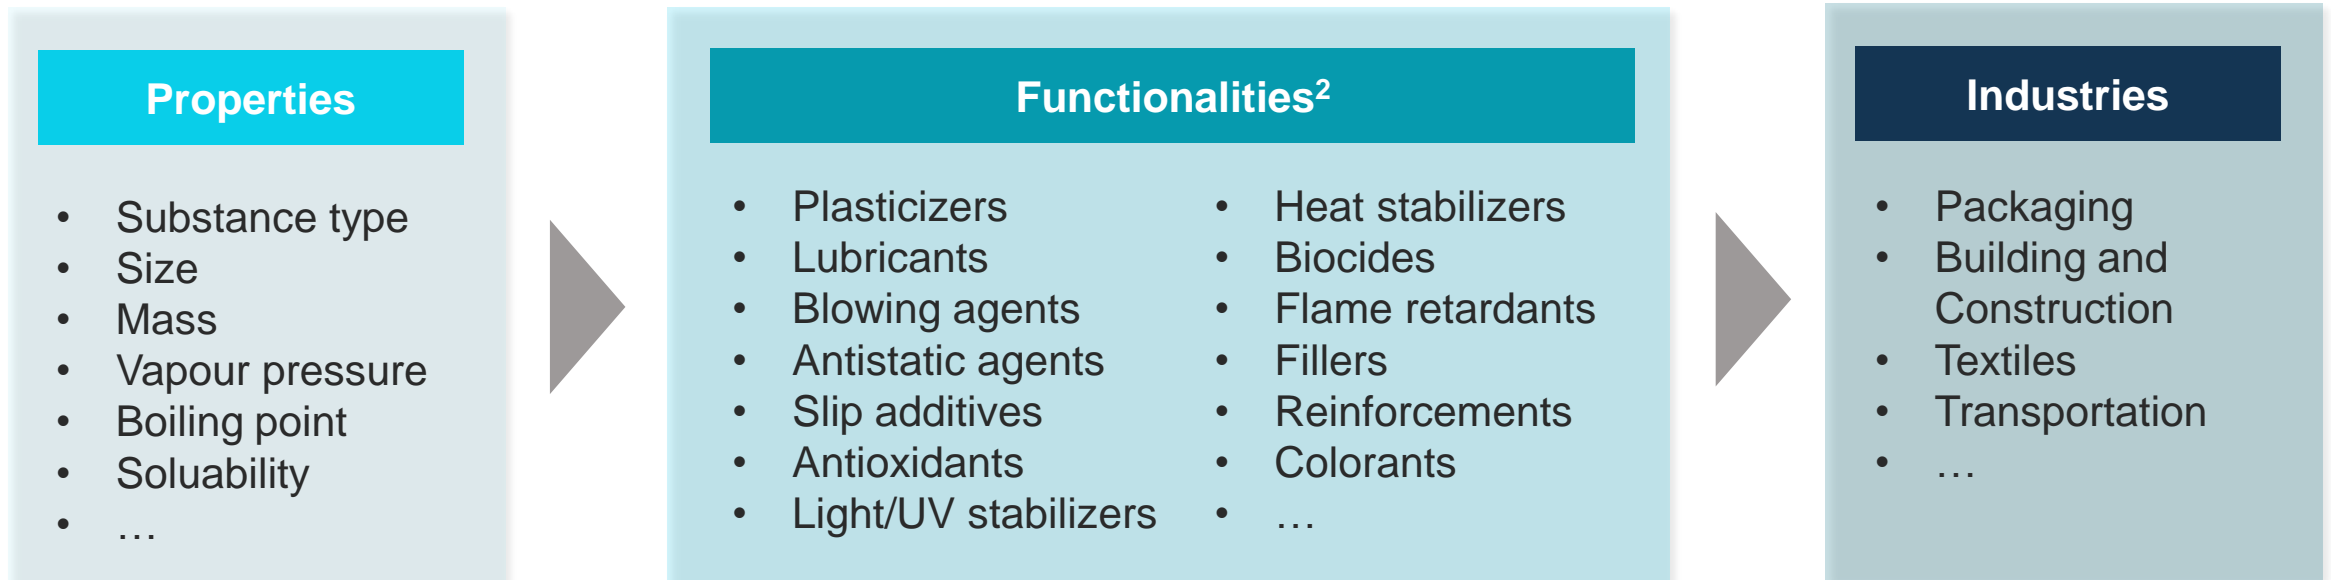 Properties
• Substance type
• Size
• Mass
• Vapour pressure
• Boiling point
• Soluability
• …
Functionalities²
• Plasticizers
• Lubricants
• Blowing agents
• Antistatic agents
• Slip additives
• Antioxidants
• Light/UV stabilizers
• Heat stabilizers
• Biocides
• Flame retardants
• Fillers
• Reinforcements
• Colorants
• …
Industries
• Packaging
• Building and
Construction
• Textiles
• Transportation
• …